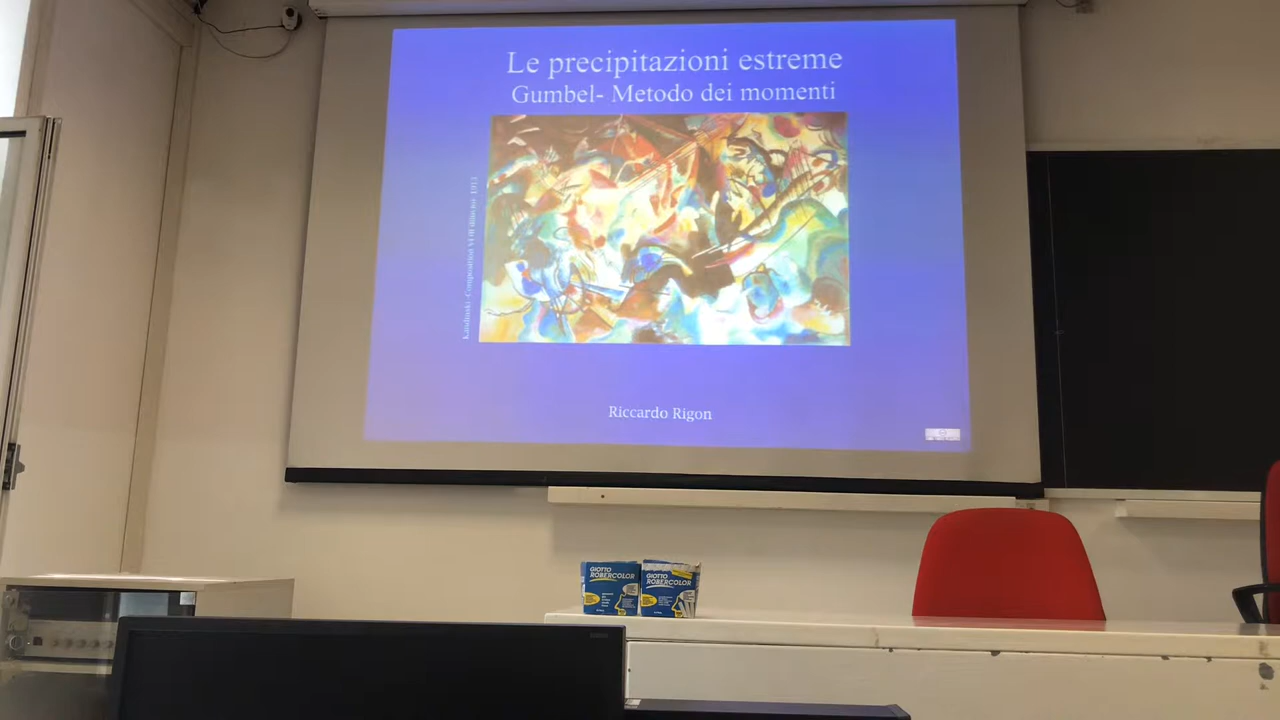 Le precipitazioni estreme
Gumbel- Metodo dei momenti
Riccardo Rigon
GIOTTO
ROBERCOLOR
GIOTTO
ROBERCOLOR